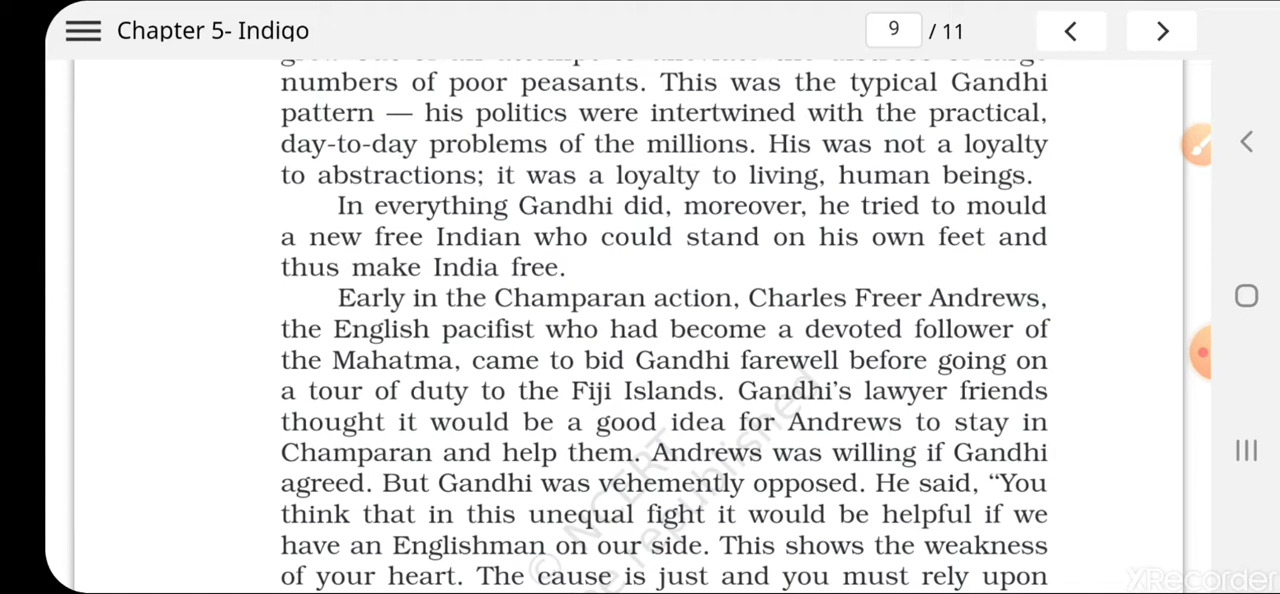 Chapter 5- Indigo
9 / 11
numbers of poor peasants. This was the typical Gandhi
pattern — his politics were intertwined with the practical,
day-to-day problems of the millions. His was not a loyalty
to abstractions; it was a loyalty to living, human beings.
In everything Gandhi did, moreover, he tried to mould
a new free Indian who could stand on his own feet and
thus make India free.
Early in the Champaran action, Charles Freer Andrews,
the English pacifist who had become a devoted follower of
the Mahatma, came to bid Gandhi farewell before going on
a tour of duty to the Fiji Islands. Gandhi's lawyer friends
thought it would be a good idea for Andrews to stay in
Champaran and help them. Andrews was willing if Gandhi
agreed. But Gandhi was vehemently opposed. He said, “You
think that in this unequal fight it would be helpful if we
have an Englishman on our side. This shows the weakness
of your heart. The cause is just and you must rely upon
© NCERT
republished
XRecorder